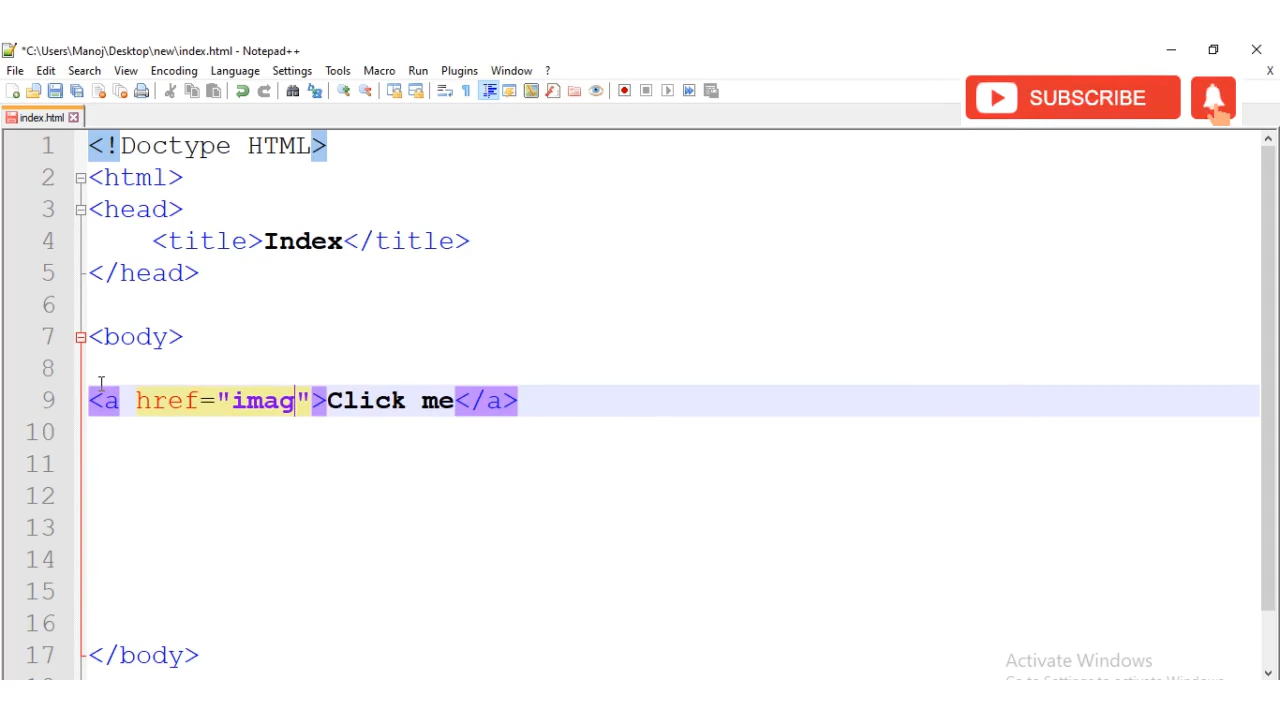 *C:\Users\Manoj\Desktop\new\index.html - Notepad++
File Edit Search View Encoding Language Settings Tools Macro Run Plugins Window ? X
SUBSCRIBE
index.html
1 <!Doctype HTML>
2 <html>
3 <head>
4 <title>Index</title>
5 </head>
6
7 <body>
8
9 <a href="imag">Click me</a>
10
11
12
13
14
15
16
17 </body>
Activate Windows